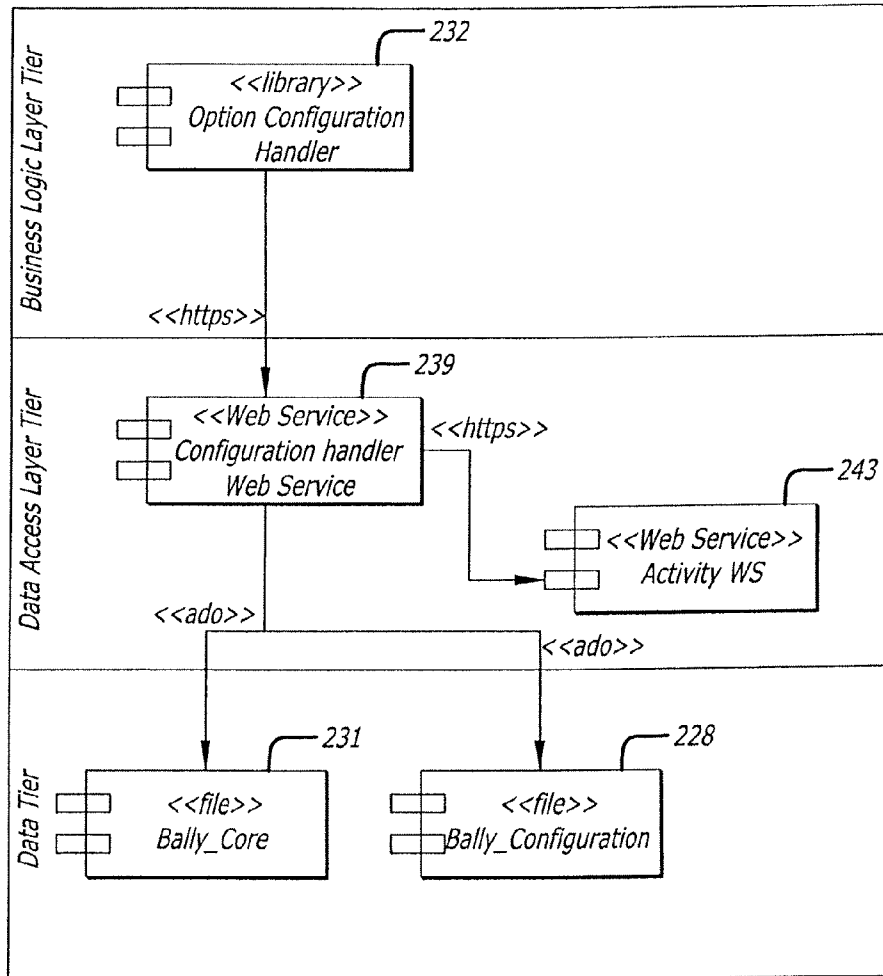 232
<<library>>
Option Configuration
Handler
Business Logic Layer Tier
<<https>>
239
<<Web Service>>
Configuration handler
Web Service
<<https>>
243
<<Web Service>>
Activity WS
Data Access Layer Tier
<<ado>>
<<ado>>
231
228
<<file>>
Bally_Core
<<file>>
Bally_Configuration
Data Tier